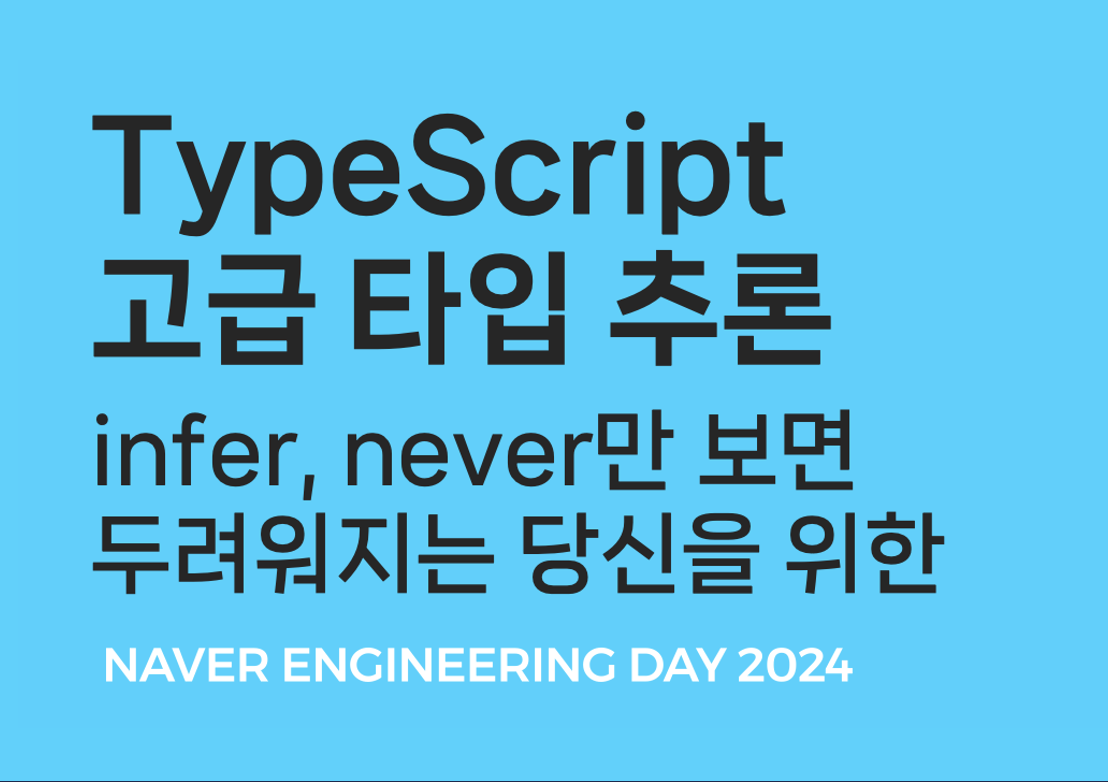 TypeScript
고급 타입 추론
infer, never만 보면
두려워지는 당신을 위한
NAVER ENGINEERING DAY 2024